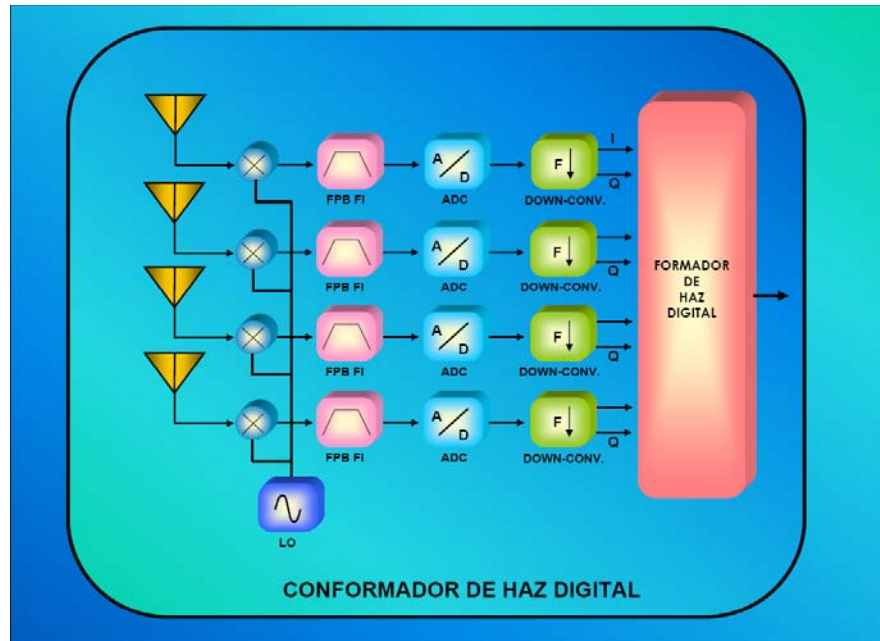 I
A D
F
FPB FI ADC DOWN-CONV. Q
A D
F
FPB FI ADC DOWN-CONV. Q
FORMADOR
DE
HAZ
DIGITAL
A D
F
FPB FI ADC DOWN-CONV. Q
A D
F
FPB FI ADC DOWN-CONV. Q
LO
CONFORMADOR DE HAZ DIGITAL